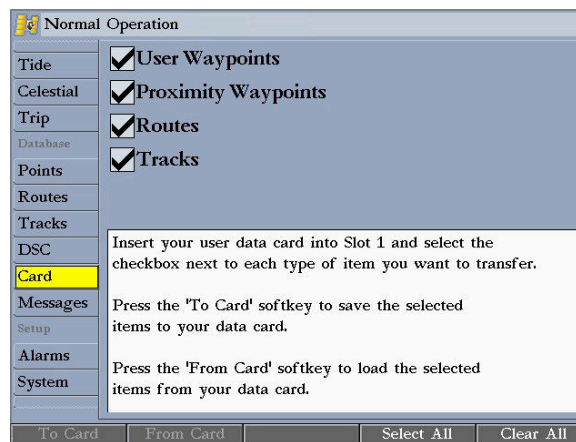 Normal Operation
Tide
Celestial
Trip
Database
Points
Routes
Tracks
DSC
Card
Messages
Setup
Alarms
System
User Waypoints
Proximity Waypoints
Routes
Tracks
Insert your user data card into Slot 1 and select the
checkbox next to each type of item you want to transfer.
Press the 'To Card' softkey to save the selected
items to your data card.
Press the 'From Card' softkey to load the selected
items from your data card.
To Card
From Card
Select All
Clear All